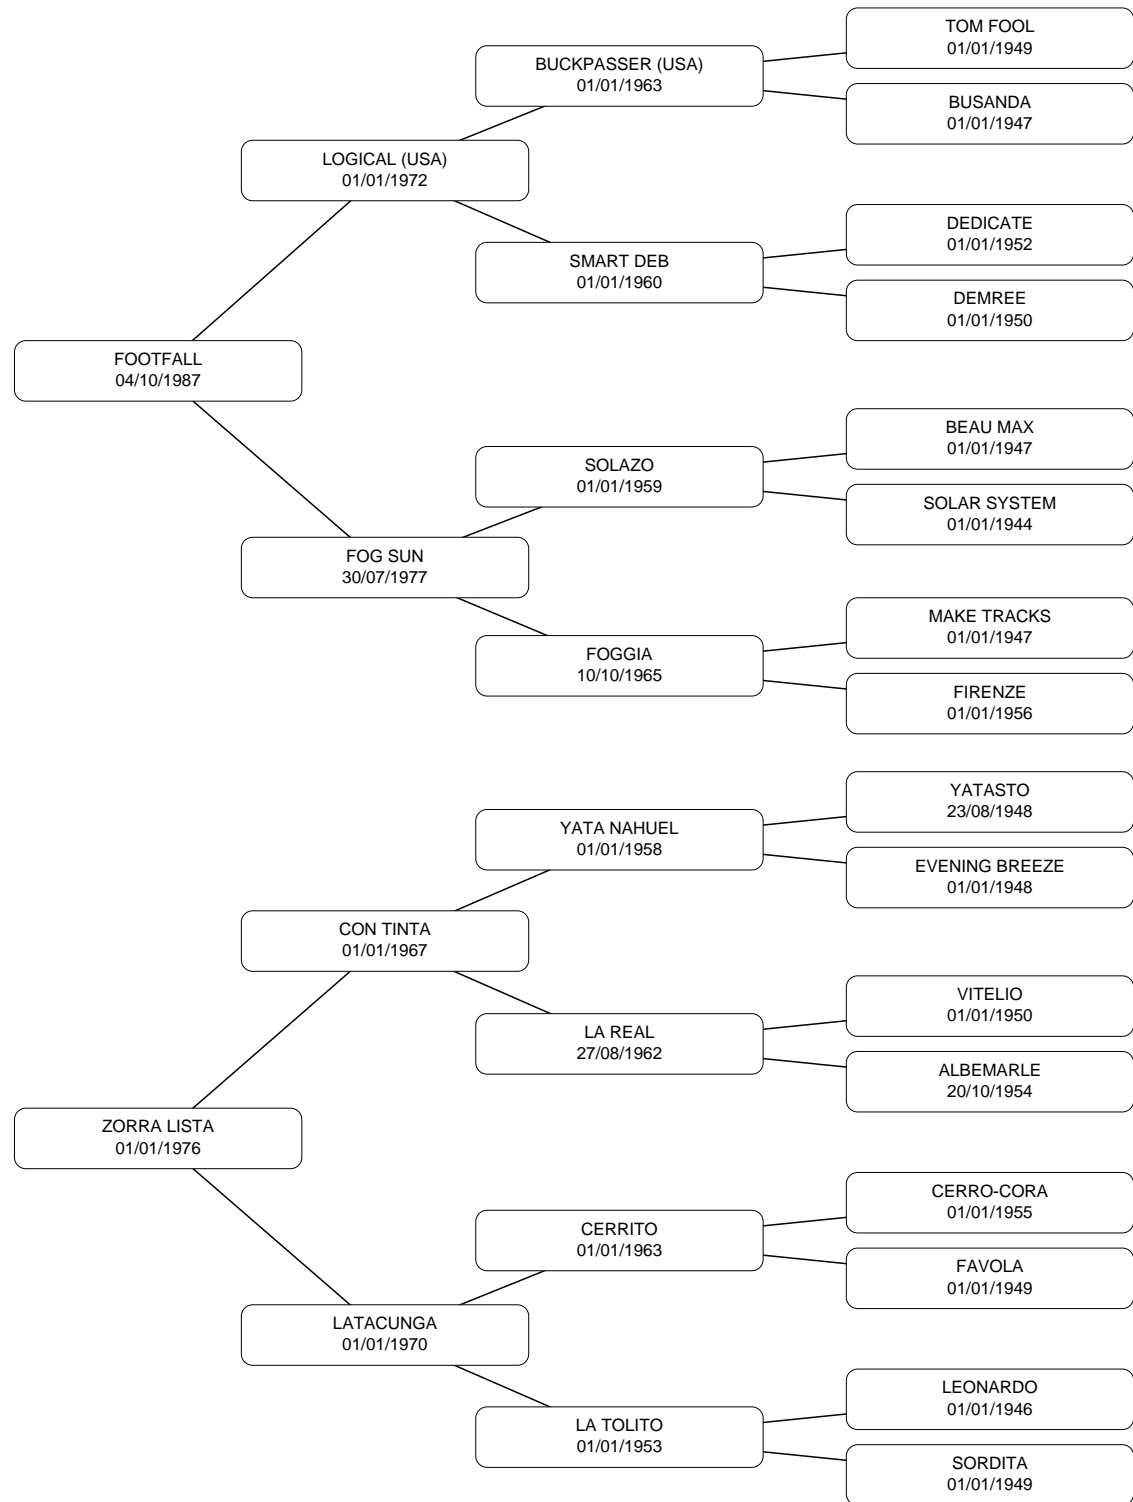 TOM FOOL
01/01/1949
BUCKPASSER (USA)
01/01/1963
BUSANDA
01/01/1947
LOGICAL (USA)
01/01/1972
DEDICATE
01/01/1952
SMART DEB
01/01/1960
DEMREE
01/01/1950
FOOTFALL
04/10/1987
BEAU MAX
01/01/1947
SOLAZO
01/01/1959
SOLAR SYSTEM
01/01/1944
FOG SUN
30/07/1977
MAKE TRACKS
01/01/1947
FOGGIA
10/10/1965
FIRENZE
01/01/1956
YATASTO
23/08/1948
YATA NAHUEL
01/01/1958
EVENING BREEZE
01/01/1948
CON TINTA
01/01/1967
VITELIO
01/01/1950
LA REAL
27/08/1962
ALBEMARLE
20/10/1954
ZORRA LISTA
01/01/1976
CERRO-CORA
01/01/1955
CERRITO
01/01/1963
FAVOLA
01/01/1949
LATACUNGA
01/01/1970
LEONARDO
01/01/1946
LA TOLITO
01/01/1953
SORDITA
01/01/1949